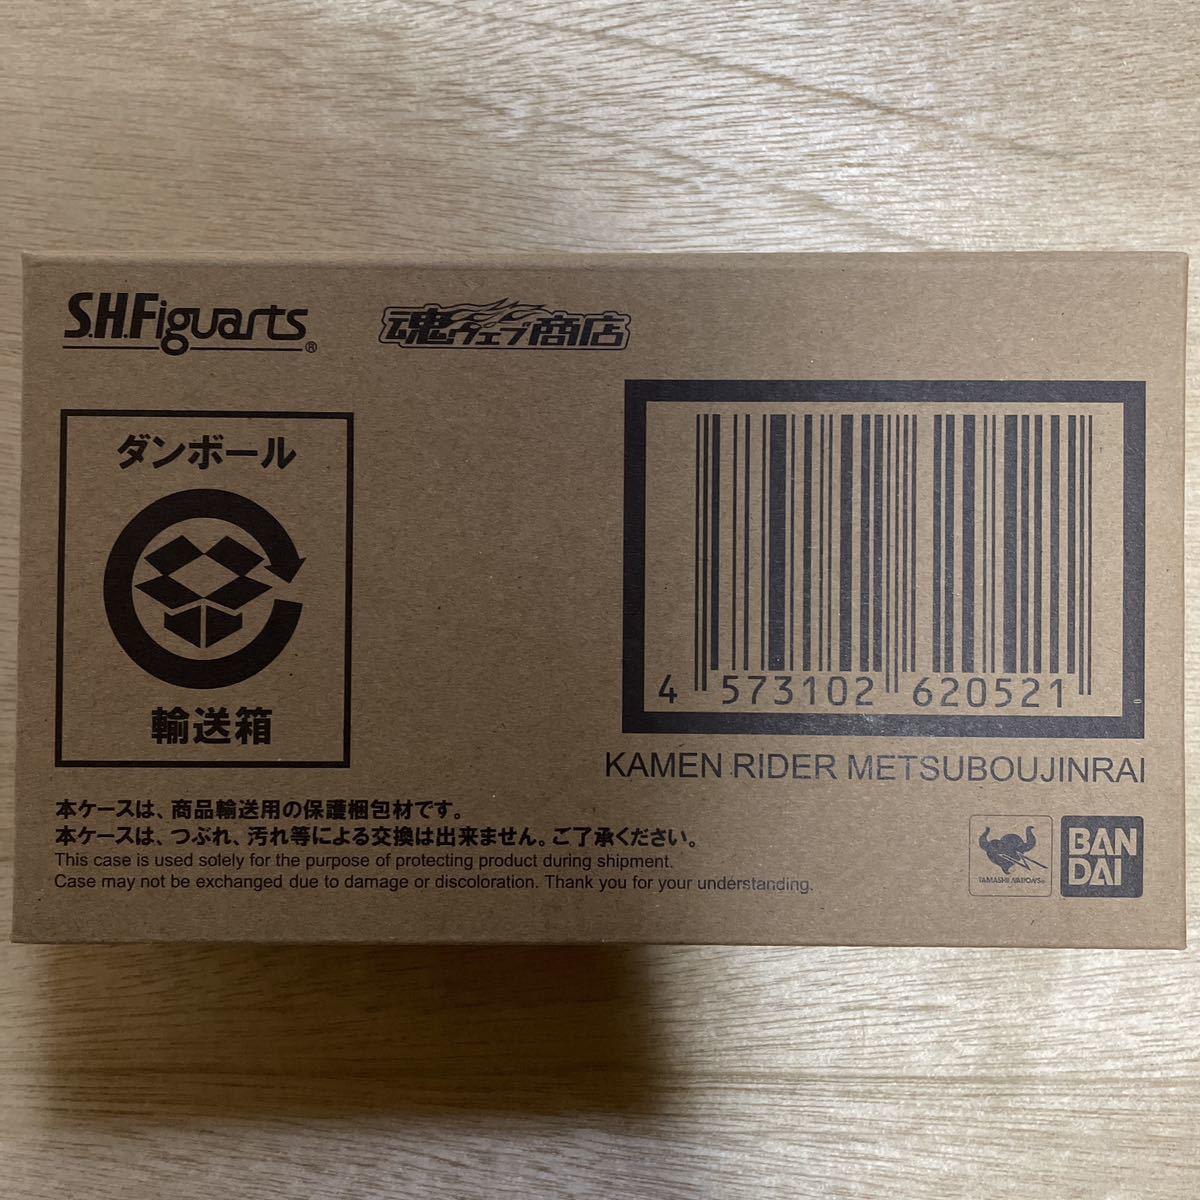 S.H.Figuarts®
魂ウェブ商店
ダンボール
輸送箱
4 573102 620521
KAMEN RIDER METSUBOUJINRAI
本ケースは、商品輸送用の保護梱包材です。
本ケースは、つぶれ、汚れ等による交換は出来ません。ご了承ください。
This case is used solely for the purpose of protecting product during shipment.
Case may not be exchanged due to damage or discoloration. Thank you for your understanding.
TAMASHII NATIONS®
BAN
DAI